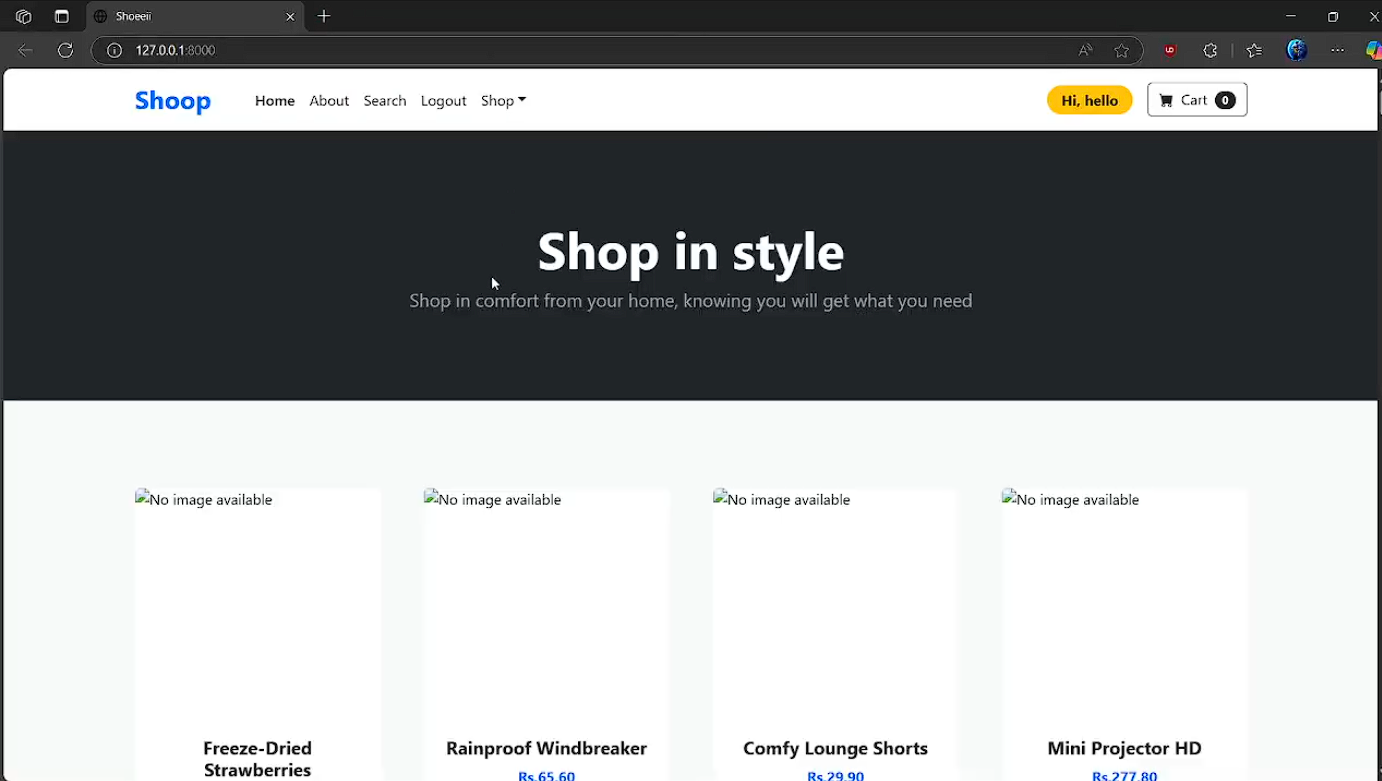 Shoeeii
127.0.0.1:8000
Shoop Home About Search Logout Shop Hi, hello Cart 0
Shop in style
Shop in comfort from your home, knowing you will get what you need
No image available No image available No image available No image available
Freeze-Dried Rainproof Windbreaker Comfy Lounge Shorts Mini Projector HD
Strawberries Rs.65.60 Rs.29.90 Rs.277.80